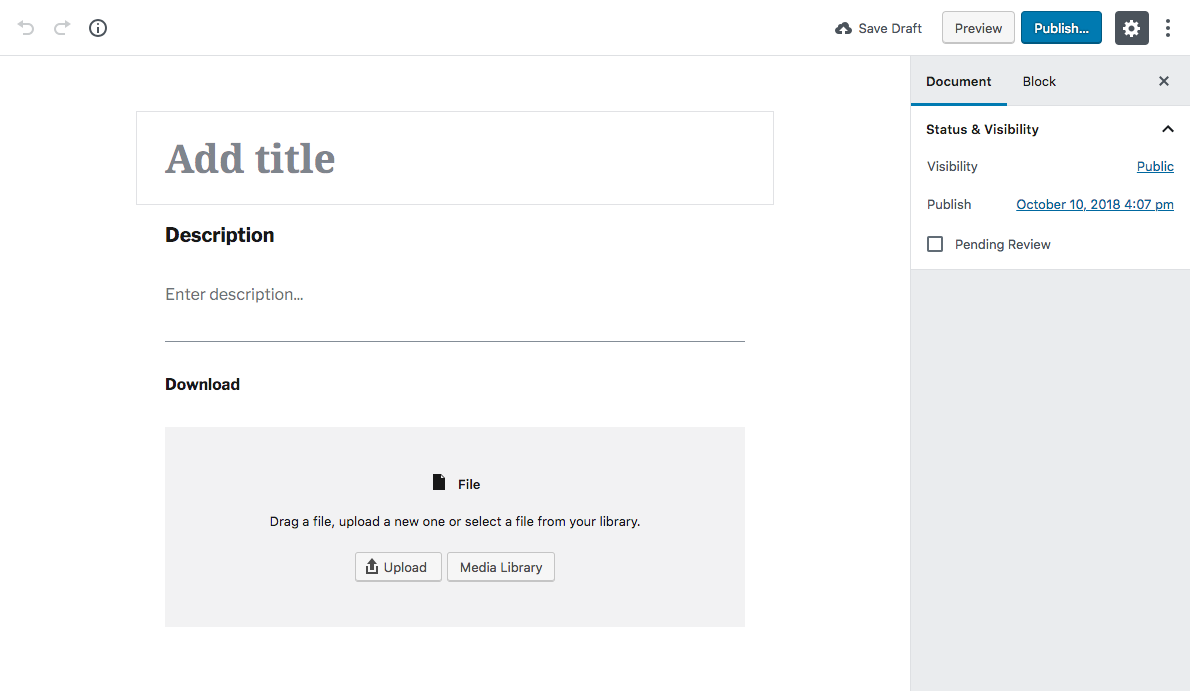 Save Draft
Preview
Publish...
Document
Block
Add title
Status & Visibility
Visibility
Public
Publish
October 10, 2018 4:07 pm
Pending Review
Description
Enter description...
Download
File
Drag a file, upload a new one or select a file from your library.
Upload
Media Library